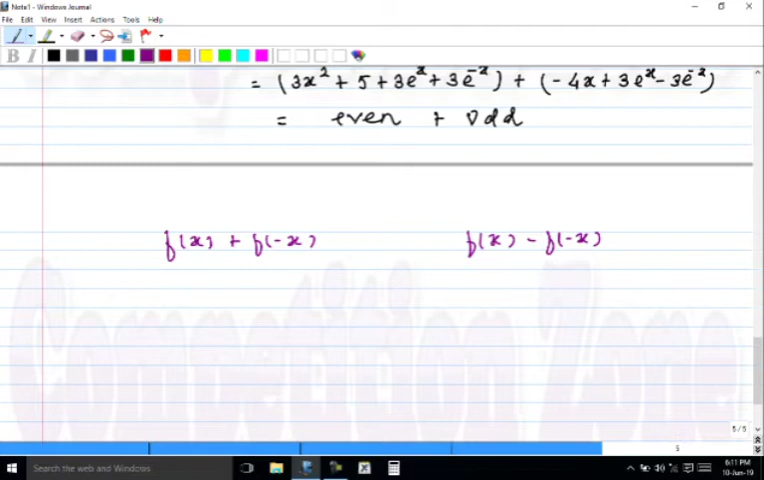 Note1 - Windows Journal
File Edit View Insert Actions Tools Help
B I
= (3x² + 5 + 3eˣ + 3e⁻ˣ) + (- 4x + 3eˣ - 3e⁻ˣ)
= even + odd
f(x) + f(-x) f(x) - f(-x)
Competition Zone
5/5
5
Search the web and Windows
6:11 PM
10-Jun-19